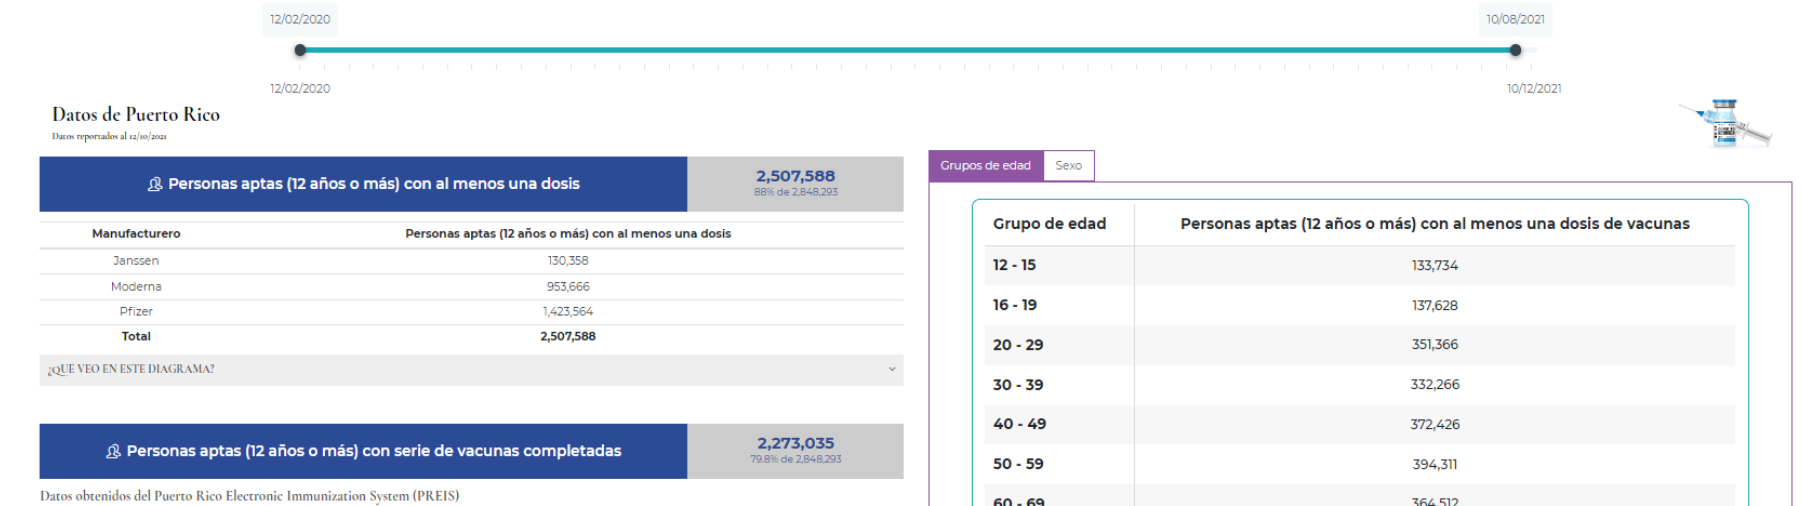 12/02/2020
10/08/2021
12/02/2020
10/12/2021
Datos de Puerto Rico
Datos reportados al 12/10/2021
Personas aptas (12 años o más) con al menos una dosis
2,507,588
88% de 2,848,293
Manufacturero Personas aptas (12 años o más) con al menos una dosis
Janssen 130,358
Moderna 953,666
Pfizer 1,423,564
Total 2,507,588
¿QUE VEO EN ESTE DIAGRAMA?
Personas aptas (12 años o más) con serie de vacunas completadas
2,273,035
79.8% de 2,848,293
Datos obtenidos del Puerto Rico Electronic Immunization System (PREIS)
Grupos de edad Sexo
Grupo de edad Personas aptas (12 años o más) con al menos una dosis de vacunas
12 - 15 133,734
16 - 19 137,628
20 - 29 351,366
30 - 39 332,266
40 - 49 372,426
50 - 59 394,311
60 - 69 364,512